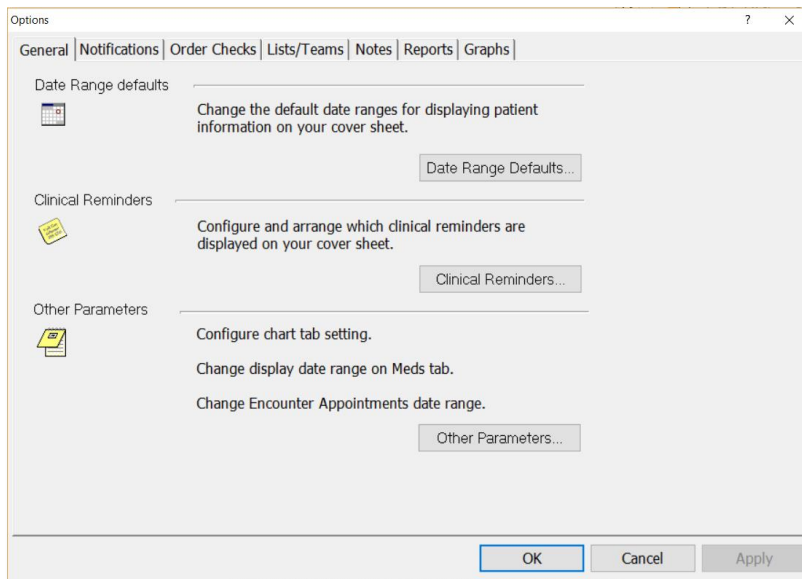 Options
? X
General Notifications Order Checks Lists/Teams Notes Reports Graphs
Date Range defaults
Change the default date ranges for displaying patient
information on your cover sheet.
Date Range Defaults...
Clinical Reminders
Configure and arrange which clinical reminders are
displayed on your cover sheet.
Clinical Reminders...
Other Parameters
Configure chart tab setting.
Change display date range on Meds tab.
Change Encounter Appointments date range.
Other Parameters...
OK Cancel Apply